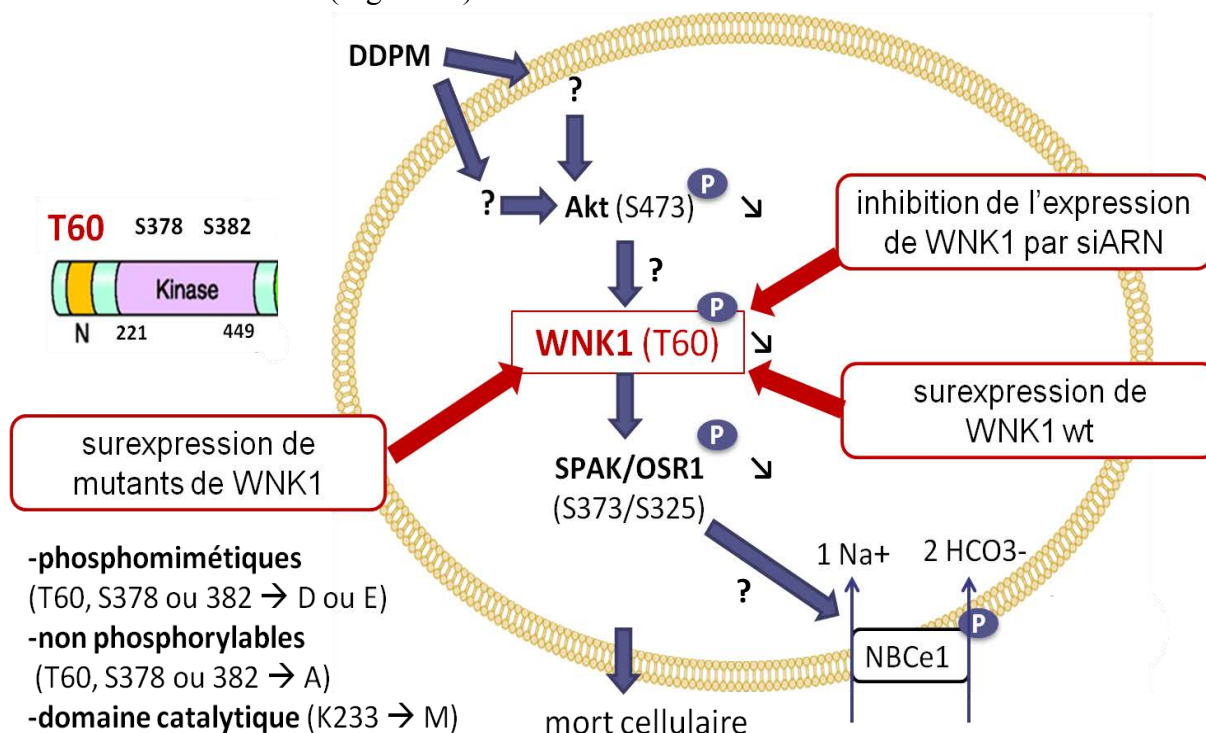 DDPM
?
? Akt (S473) P ↘
?
inhibition de l'expression
de WNK1 par siARN
T60 S378 S382
Kinase
N 221 449
P
WNK1 (T60) ↘
surexpression de
WNK1 wt
surexpression de
mutants de WNK1
P
SPAK/OSR1 ↘
(S373/S325)
?
1 Na+ 2 HCO3-
P
NBCe1
mort cellulaire
-phosphomimétiques
(T60, S378 ou 382 → D ou E)
-non phosphorylables
(T60, S378 ou 382 → A)
-domaine catalytique (K233 → M)